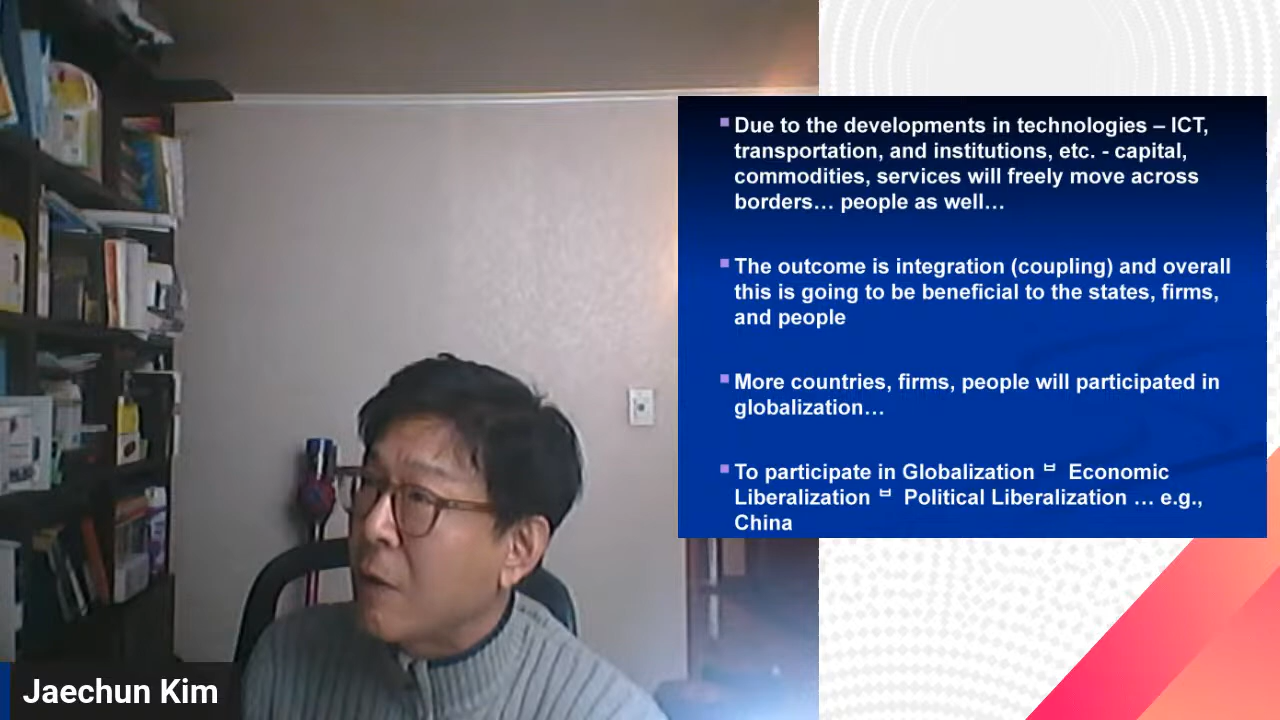 Due to the developments in technologies – ICT,
transportation, and institutions, etc. - capital,
commodities, services will freely move across
borders… people as well…
The outcome is integration (coupling) and overall
this is going to be beneficial to the states, firms,
and people
More countries, firms, people will participated in
globalization…
To participate in Globalization ㅁ Economic
Liberalization ㅁ Political Liberalization … e.g.,
China
Jaechun Kim